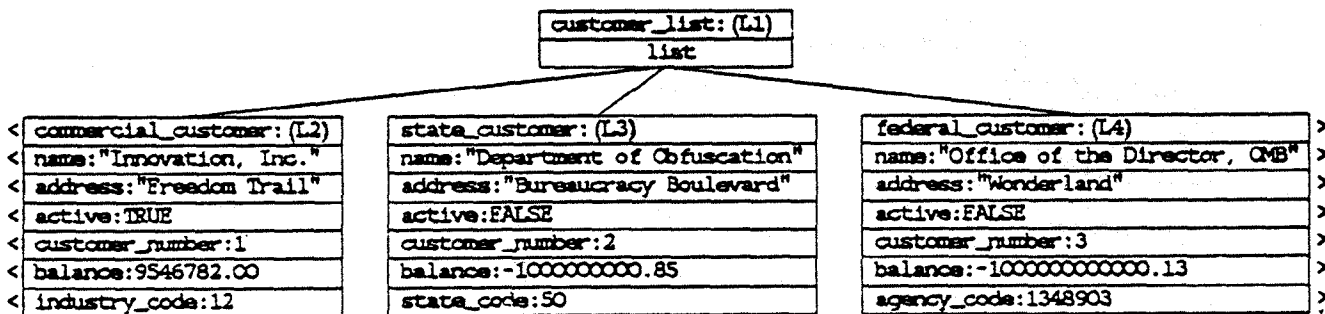 customer_list:(L1)
list
< commercial_customer:(L2)
< name:"Innovation, Inc."
< address:"Freedom Trail"
< active:TRUE
< customer_number:1
< balance:9546782.00
< industry_code:12
state_customer:(L3)
name:"Department of Obfuscation"
address:"Bureaucracy Boulevard"
active:FALSE
customer_number:2
balance:-1000000000.85
state_code:50
federal_customer:(L4) >
name:"Office of the Director, OMB" >
address:"Wonderland" >
active:FALSE >
customer_number:3 >
balance:-1000000000000.13 >
agency_code:1348903 >